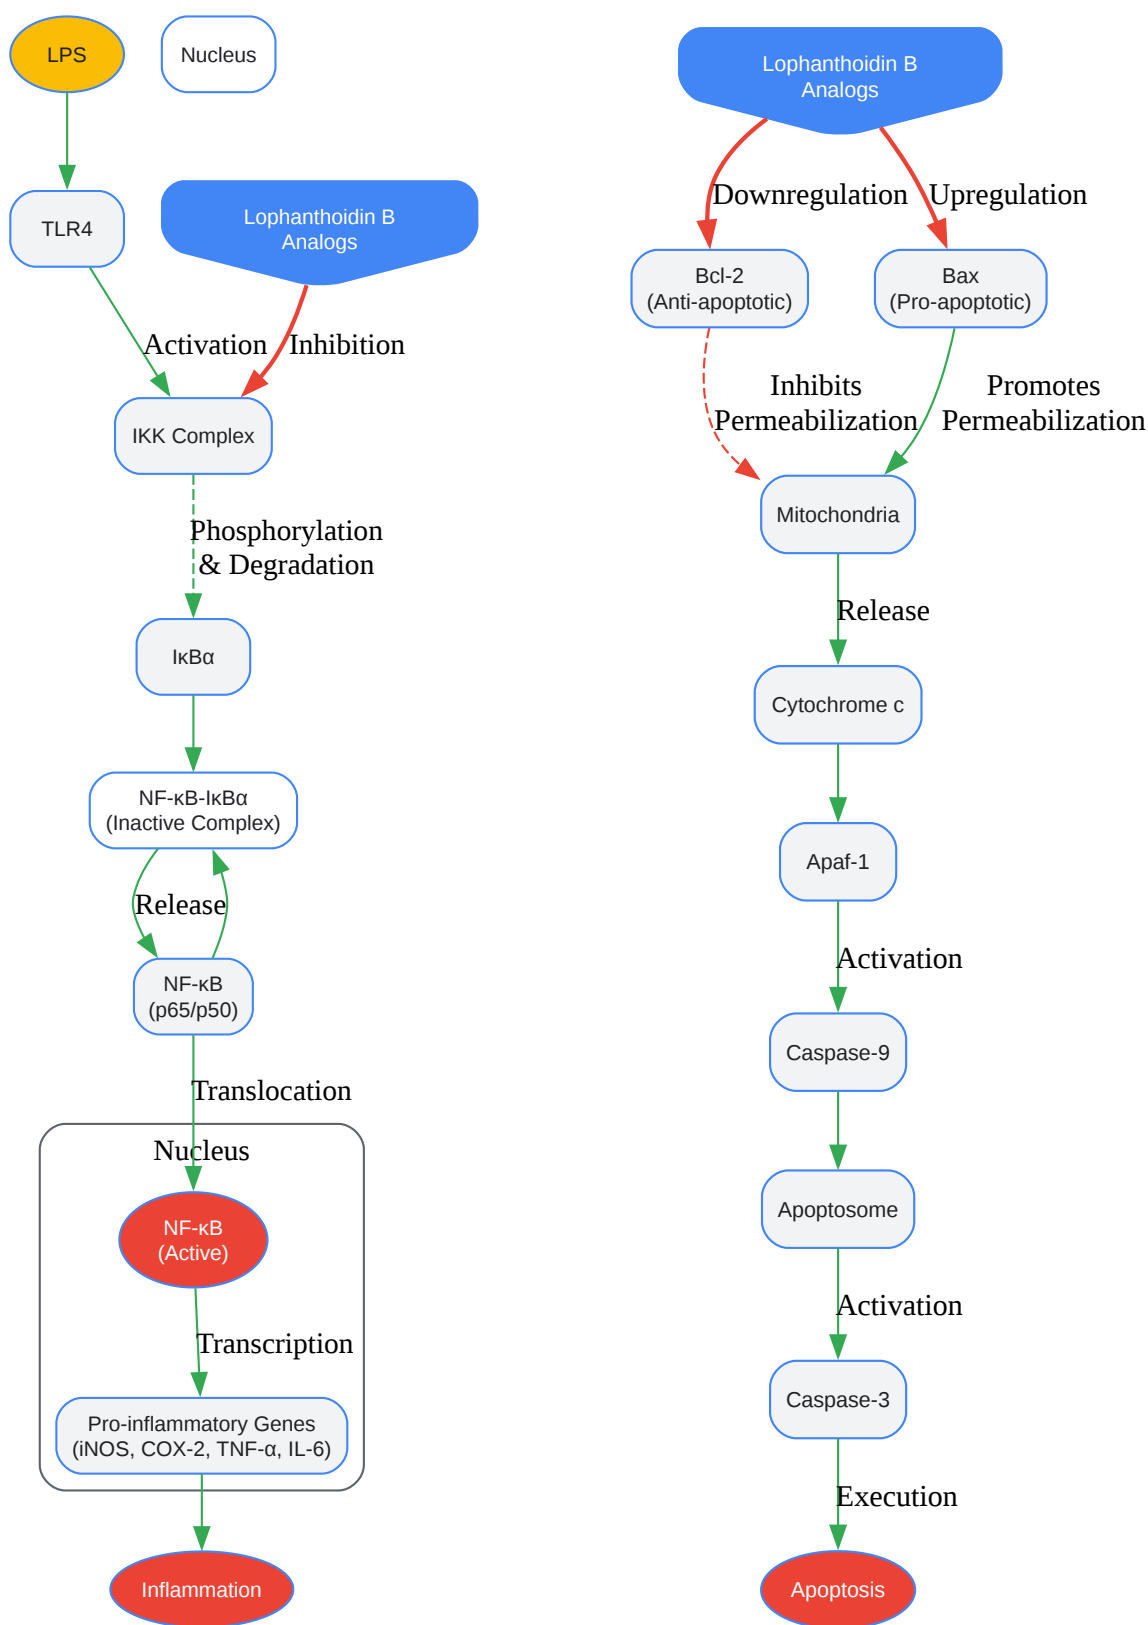 LPS
Nucleus
TLR4
Lophanthoidin B
Analogs
Activation
Inhibition
IKK Complex
Phosphorylation
& Degradation
IκBα
NF-κB-IκBα
(Inactive Complex)
Release
NF-κB
(p65/p50)
Translocation
Nucleus
NF-κB
(Active)
Transcription
Pro-inflammatory Genes
(iNOS, COX-2, TNF-α, IL-6)
Inflammation
Lophanthoidin B
Analogs
Downregulation
Upregulation
Bcl-2
(Anti-apoptotic)
Bax
(Pro-apoptotic)
Inhibits
Permeabilization
Promotes
Permeabilization
Mitochondria
Release
Cytochrome c
Apaf-1
Activation
Caspase-9
Apoptosome
Activation
Caspase-3
Execution
Apoptosis